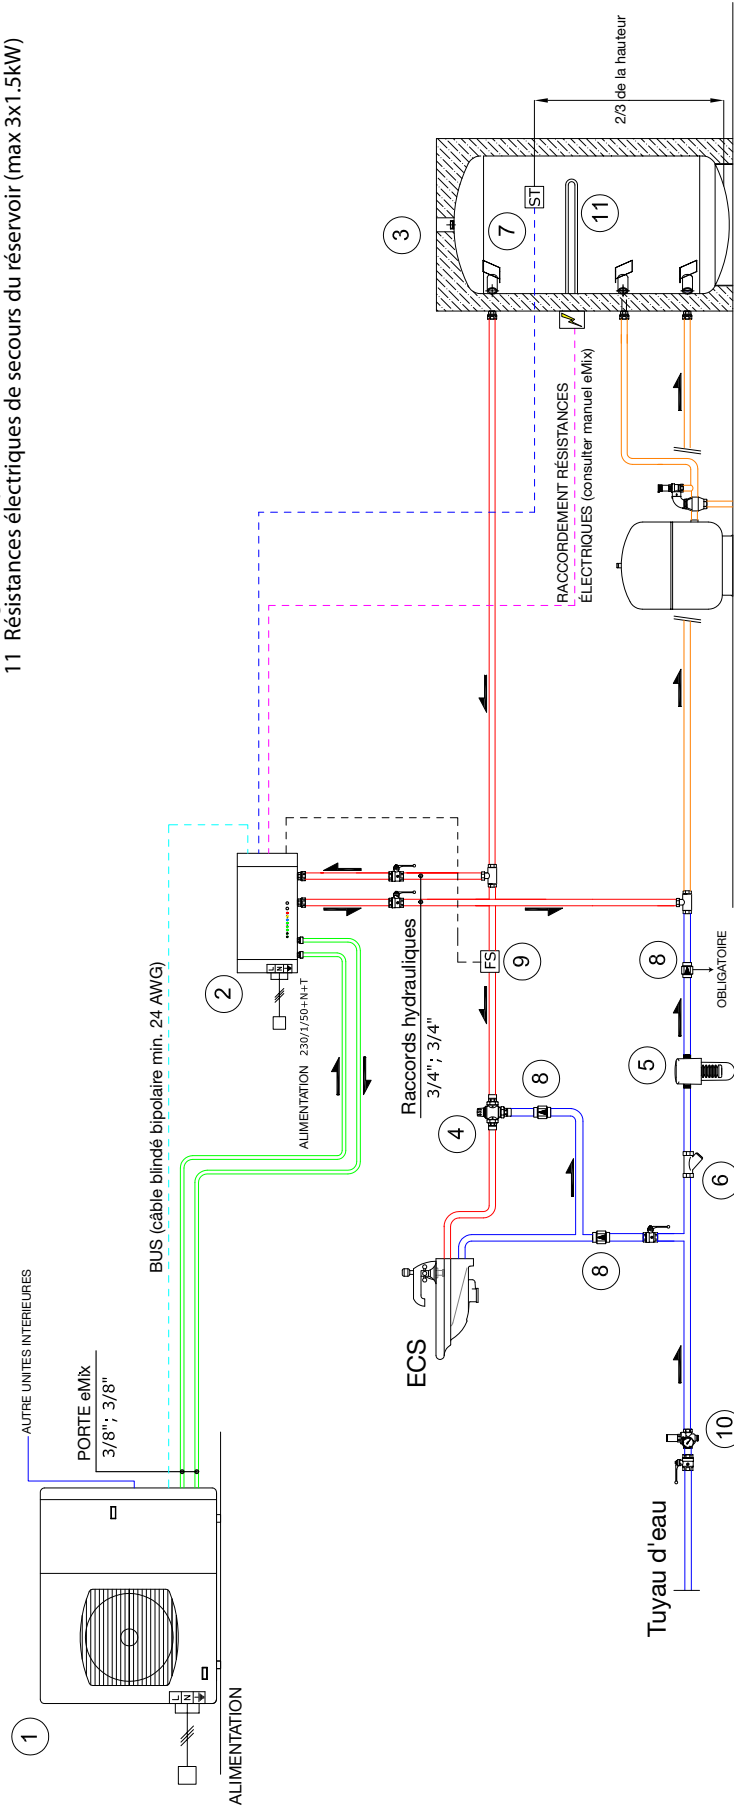 11 Résistances électriques de secours du réservoir (max 3x1.5kW)
1
ALIMENTATION
L
N
AUTRE UNITES INTERIEURES
PORTE eMix
3/8"; 3/8"
BUS (câble blindé bipolaire min. 24 AWG)
2
L
N
ALIMENTATION 230/1/50+N+T
Raccords hydrauliques
3/4"; 3/4"
3
7
ST
11
2/3 de la hauteur
RACCORDEMENT RÉSISTANCES
ÉLECTRIQUES (consulter manuel eMix)
FS
9
4
8
ECS
8
8
OBLIGATOIRE
5
6
10
Tuyau d'eau